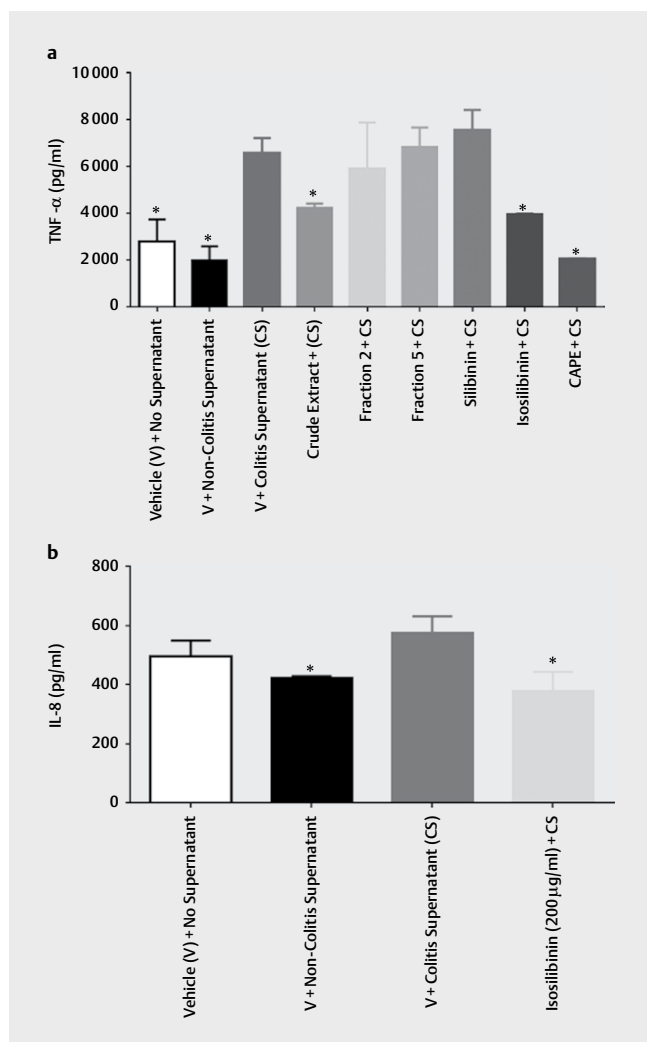 a
TNF -α (pg/ml)
10 000
8 000
6 000
4 000
2 000
0
*
*
*
*
*
Vehicle (V) + No Supernatant
V + Non-Colitis Supernatant
V + Colitis Supernatant (CS)
Crude Extract + (CS)
Fraction 2 + CS
Fraction 5 + CS
Silibinin + CS
Isosilibinin + CS
CAPE + CS
b
IL-8 (pg/ml)
800
600
400
200
0
*
*
Vehicle (V) + No Supernatant
V + Non-Colitis Supernatant
V + Colitis Supernatant (CS)
Isosilibinin (200 µg/ml) + CS